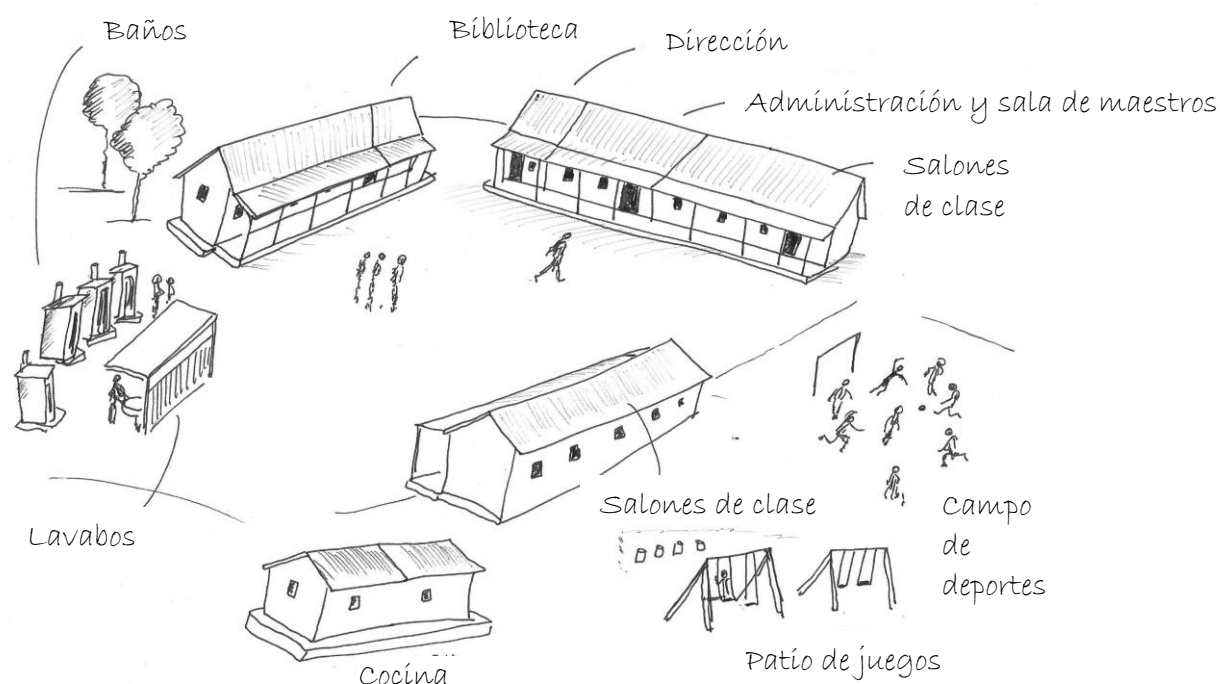 Baños
Biblioteca
Dirección
Administración y sala de maestros
Salones
de clase
Lavabos
Salones de clase
Campo
de
deportes
Cocina
Patio de juegos